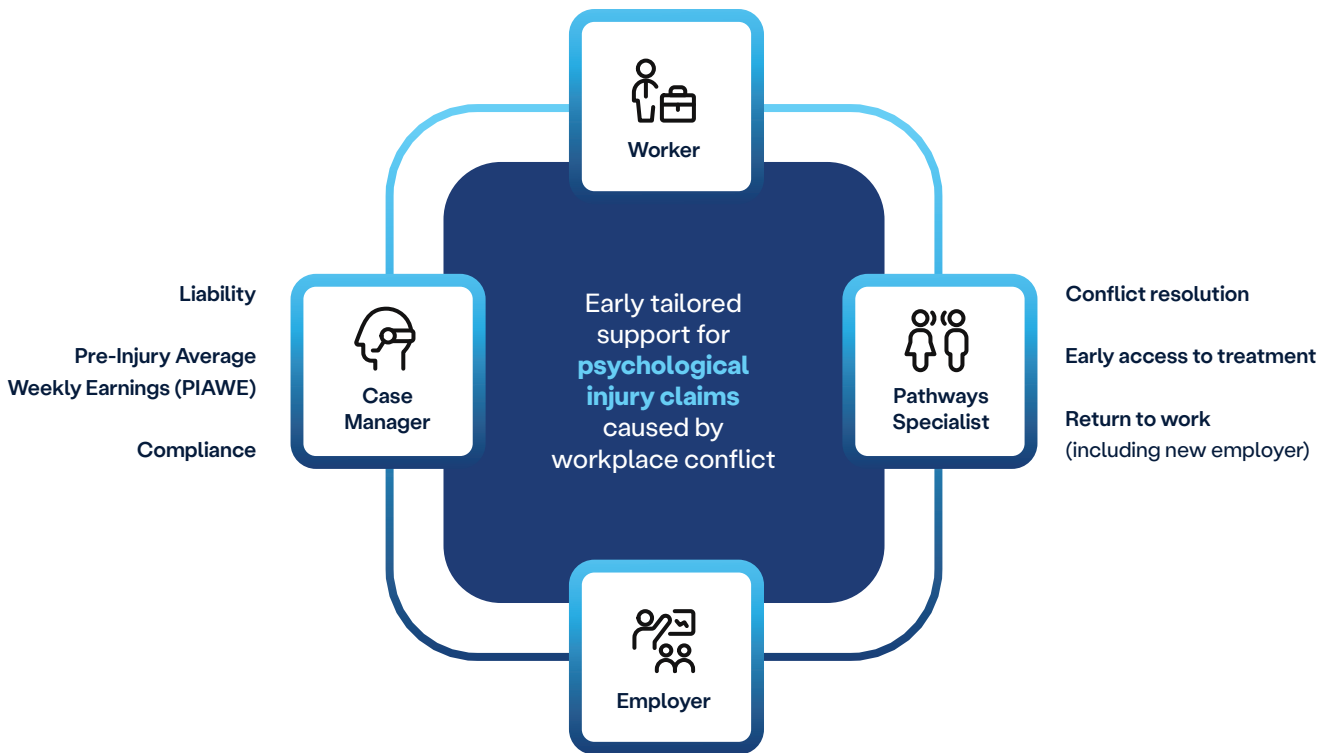 Worker
Liability
Pre-Injury Average
Weekly Earnings (PIAWE)
Compliance
Case
Manager
Early tailored
support for
psychological
injury claims
caused by
workplace conflict
Pathways
Specialist
Conflict resolution
Early access to treatment
Return to work
(including new employer)
Employer